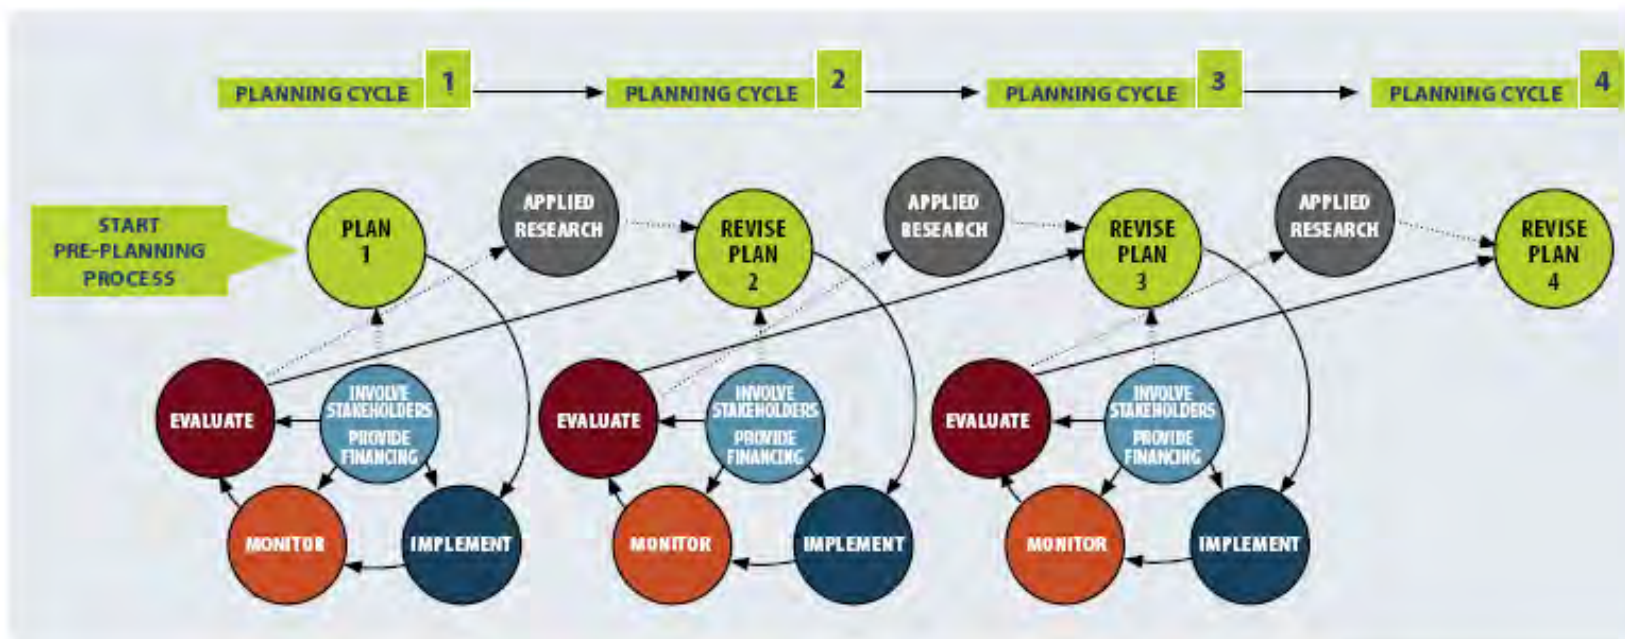 PLANNING CYCLE 1
PLANNING CYCLE 2
PLANNING CYCLE 3
PLANNING CYCLE 4
START
PRE-PLANNING
PROCESS
PLAN
1
APPLIED
RESEARCH
REVISE
PLAN
2
APPLIED
RESEARCH
REVISE
PLAN
3
APPLIED
RESEARCH
REVISE
PLAN
4
EVALUATE
INVOLVE
STAKEHOLDERS
PROVIDE
FINANCING
MONITOR
IMPLEMENT
EVALUATE
INVOLVE
STAKEHOLDERS
PROVIDE
FINANCING
MONITOR
IMPLEMENT
EVALUATE
INVOLVE
STAKEHOLDERS
PROVIDE
FINANCING
MONITOR
IMPLEMENT